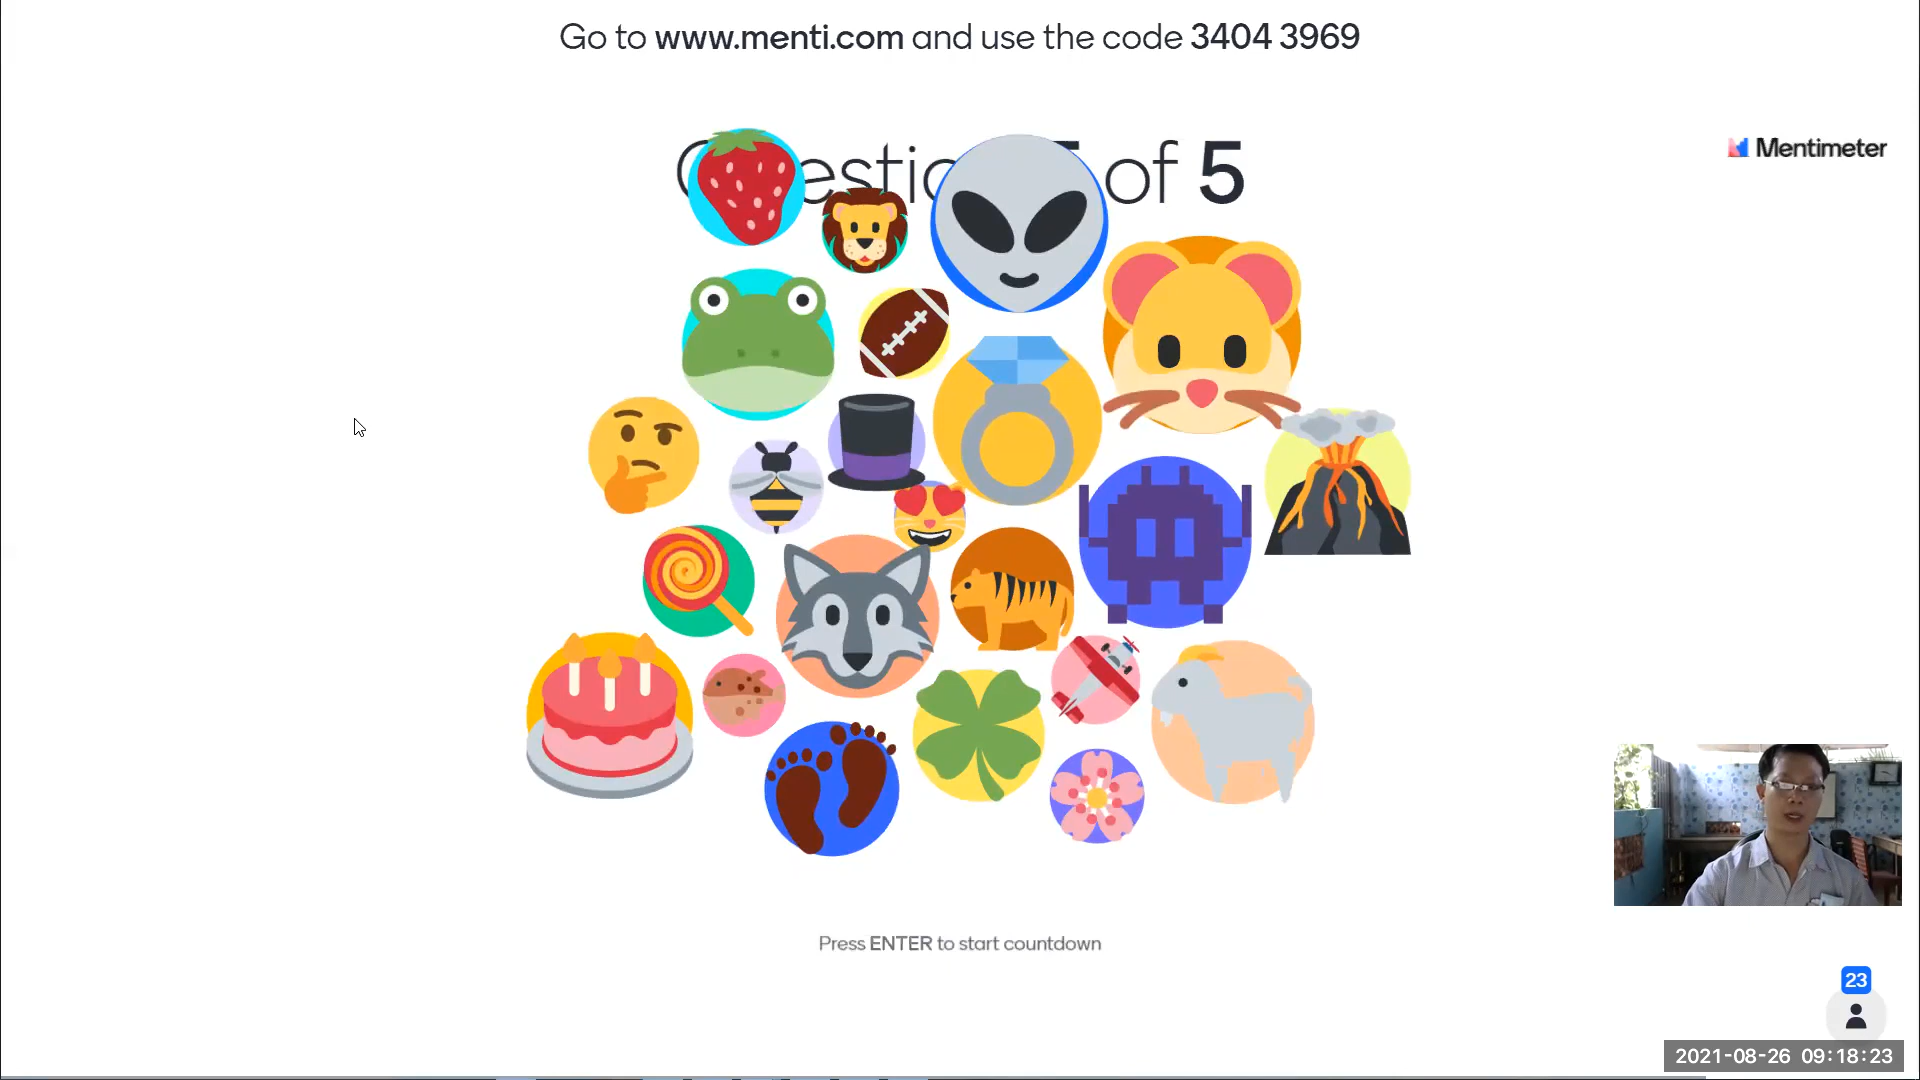 Go to www.menti.com and use the code 3404 3969
Mentimeter
of 5
Press ENTER to start countdown
23
2021-08-26 09:18:23